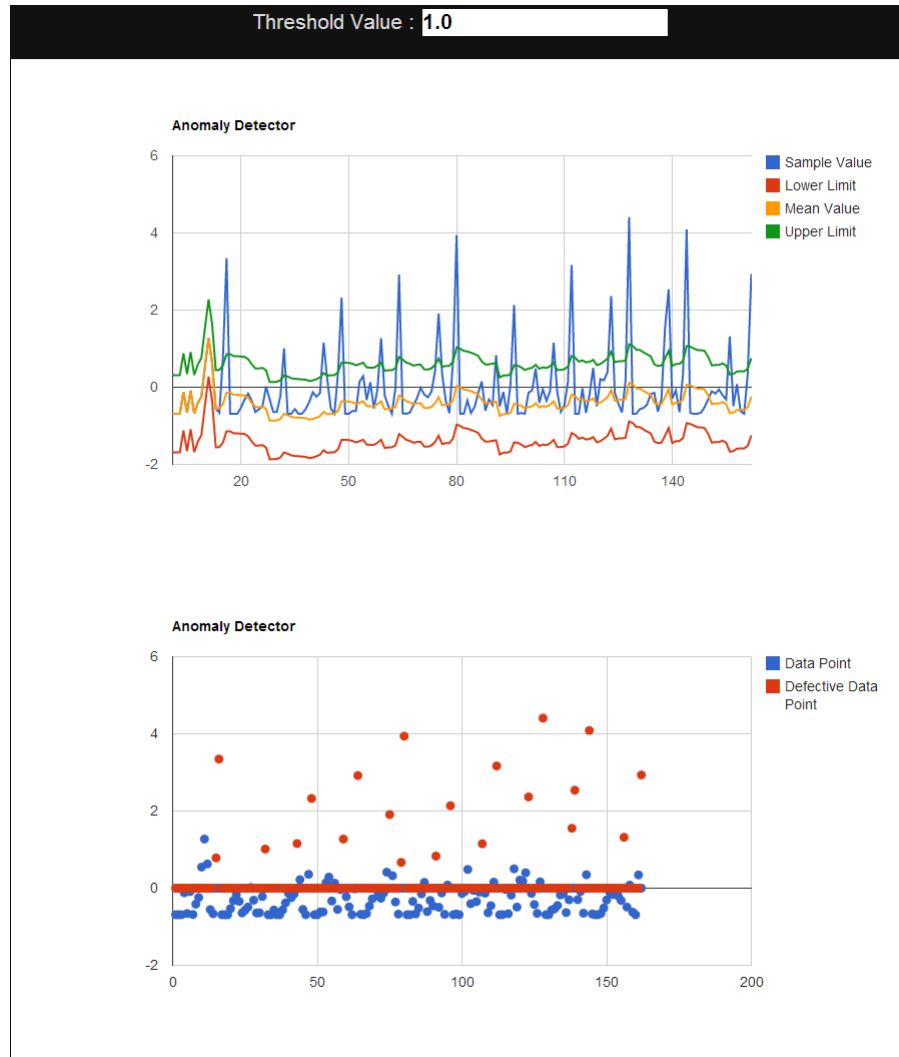 Threshold Value : 1.0
Anomaly Detector
6
4
2
0
-2
20
50
80
110
140
Sample Value
Lower Limit
Mean Value
Upper Limit
Anomaly Detector
6
4
2
0
-2
0
50
100
150
200
Data Point
Defective Data
Point